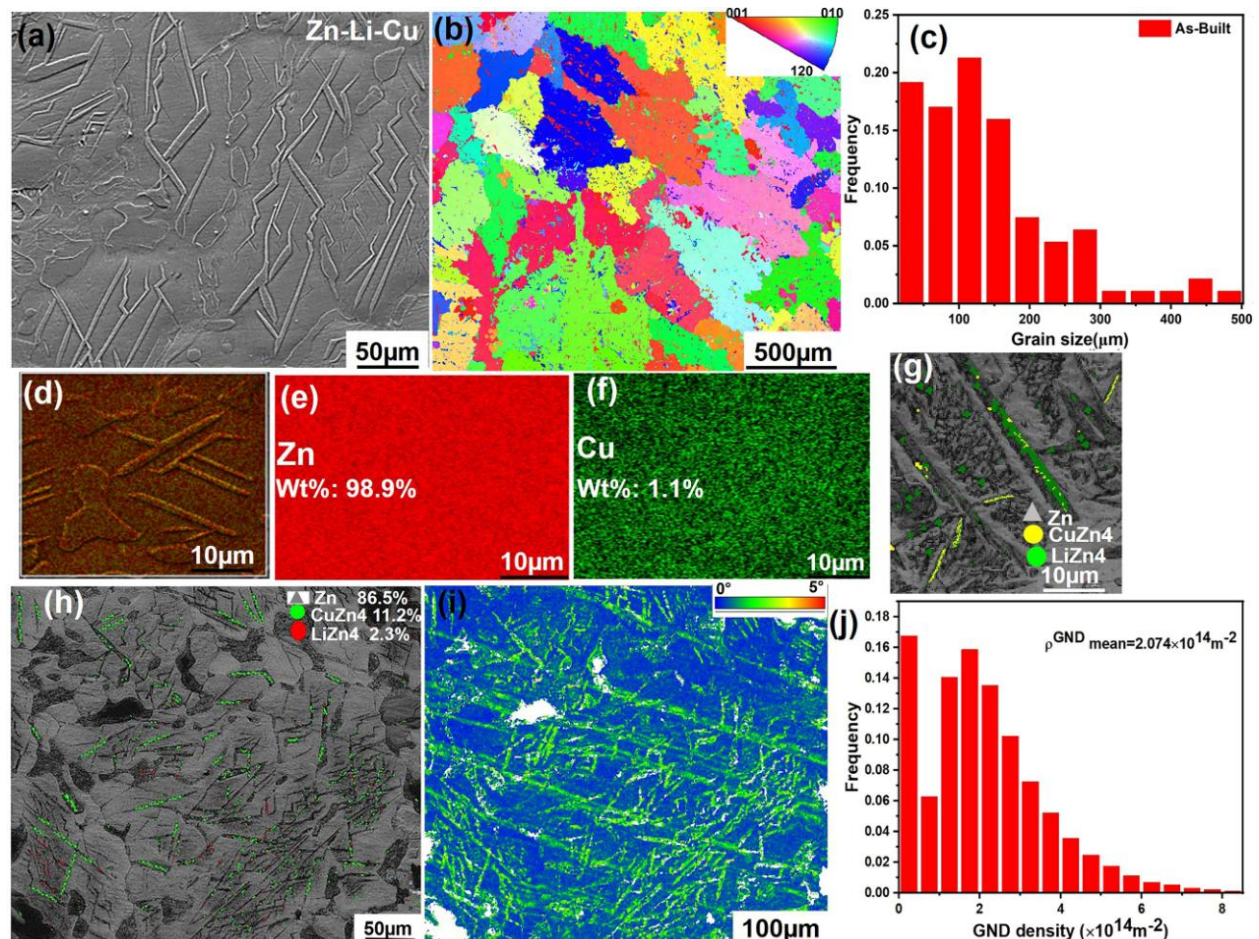 (a)
Zn-Li-Cu
50μm
(b)
001
010
120
500μm
(c)
As-Built
0.25
0.20
0.15
0.10
0.05
0.00
Frequency
100
200
300
400
500
Grain size(μm)
(d)
10μm
(e)
Zn
Wt%: 98.9%
10μm
(f)
Cu
Wt%: 1.1%
10μm
(g)
Zn
CuZn4
LiZn4
10μm
(h)
Zn 86.5%
CuZn4 11.2%
LiZn4 2.3%
50μm
(i)
0°
5°
100μm
(j)
ρGND mean=2.074×10¹⁴m⁻²
0.18
0.16
0.14
0.12
0.10
0.08
0.06
0.04
0.02
0.00
Frequency
0
2
4
6
8
GND density (×10¹⁴m⁻²)